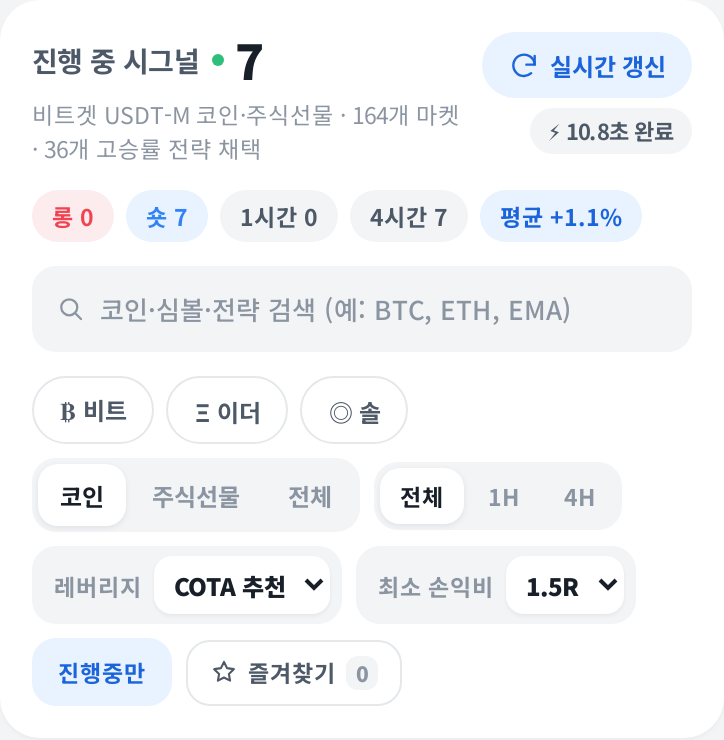 진행 중 시그널 7
실시간 갱신
비트겟 USDT-M 코인·주식선물 · 164개 마켓
· 36개 고승률 전략 채택
⚡ 10.8초 완료
롱 0 숏 7 1시간 0 4시간 7 평균 +1.1%
코인·심볼·전략 검색 (예: BTC, ETH, EMA)
₿ 비트 Ξ 이더 ◎ 솔
코인 주식선물 전체 전체 1H 4H
레버리지 COTA 추천 최소 손익비 1.5R
진행중만 즐겨찾기 0